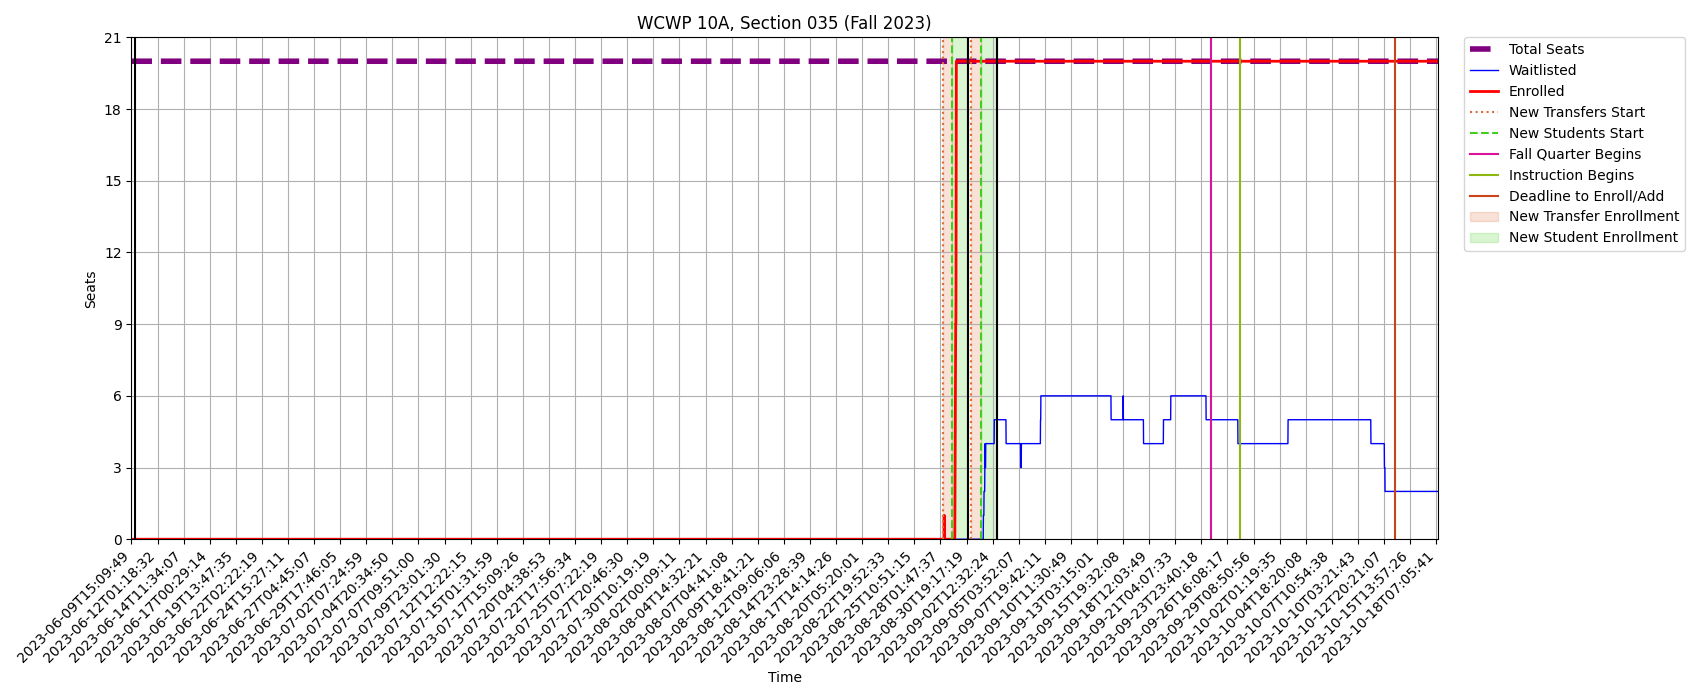 WCWP 10A, Section 035 (Fall 2023)
21
18
15
12
9
6
3
0
Seats
2023-06-09T15:09:49
2023-06-12T01:18:32
2023-06-14T11:34:07
2023-06-17T00:29:14
2023-06-19T13:47:35
2023-06-22T02:22:19
2023-06-24T15:27:11
2023-06-27T04:45:07
2023-06-29T17:46:05
2023-07-02T07:24:59
2023-07-04T20:34:50
2023-07-07T09:51:00
2023-07-09T23:01:30
2023-07-12T12:22:15
2023-07-15T01:31:59
2023-07-17T15:09:26
2023-07-20T04:38:53
2023-07-22T17:56:34
2023-07-25T07:22:19
2023-07-27T20:46:30
2023-07-30T10:19:19
2023-08-02T00:09:11
2023-08-04T14:32:21
2023-08-07T04:41:08
2023-08-09T18:41:21
2023-08-12T09:06:06
2023-08-14T23:28:39
2023-08-17T14:14:26
2023-08-20T05:20:01
2023-08-22T19:52:33
2023-08-25T10:51:15
2023-08-28T01:47:37
2023-08-30T19:17:19
2023-09-02T12:32:24
2023-09-05T03:52:07
2023-09-07T19:42:11
2023-09-10T11:30:49
2023-09-13T03:15:01
2023-09-15T19:32:08
2023-09-18T12:03:49
2023-09-21T04:07:33
2023-09-23T23:40:18
2023-09-26T16:08:17
2023-09-29T08:50:56
2023-10-02T01:19:35
2023-10-04T18:20:08
2023-10-07T10:54:38
2023-10-10T03:21:43
2023-10-12T20:21:07
2023-10-15T13:57:26
2023-10-18T07:05:41
Time
Total Seats
Waitlisted
Enrolled
New Transfers Start
New Students Start
Fall Quarter Begins
Instruction Begins
Deadline to Enroll/Add
New Transfer Enrollment
New Student Enrollment